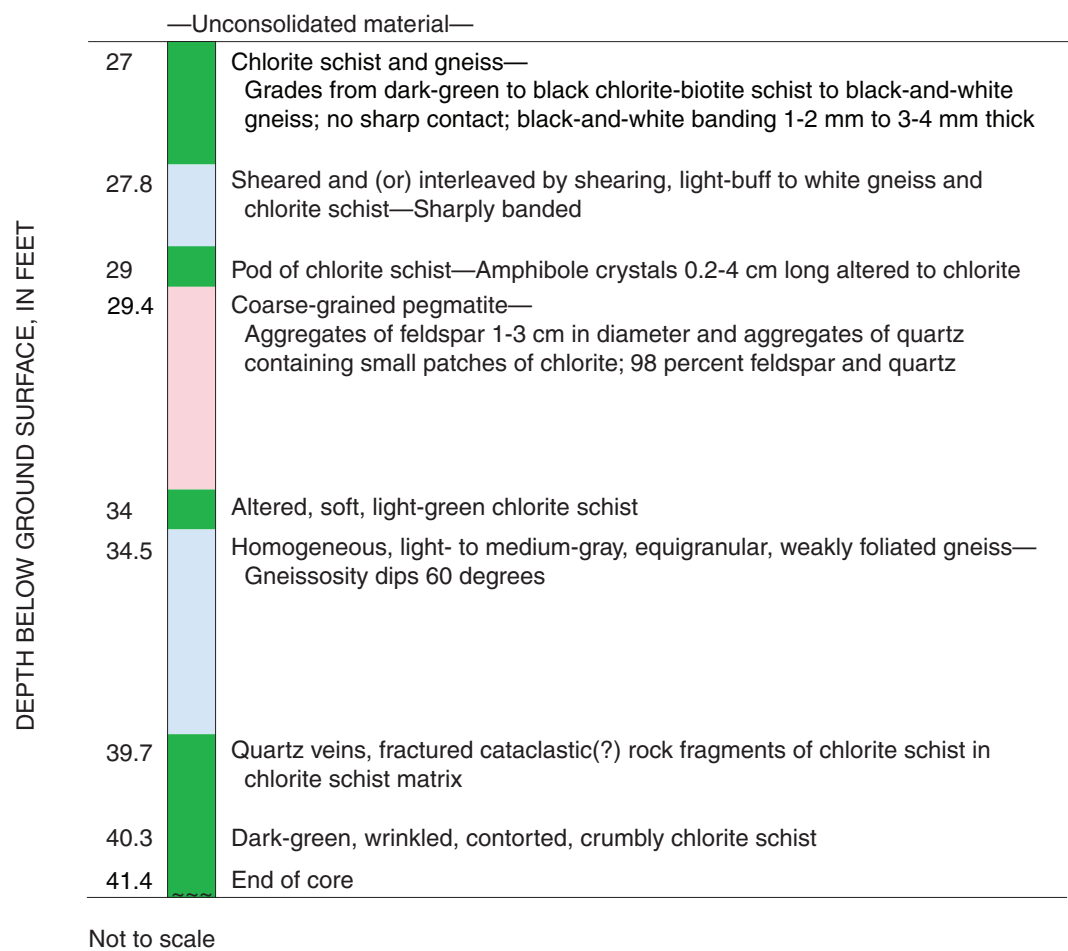 —Unconsolidated material—
DEPTH BELOW GROUND SURFACE, IN FEET
27 Chlorite schist and gneiss—
Grades from dark-green to black chlorite-biotite schist to black-and-white
gneiss; no sharp contact; black-and-white banding 1-2 mm to 3-4 mm thick
27.8 Sheared and (or) interleaved by shearing, light-buff to white gneiss and
chlorite schist—Sharply banded
29 Pod of chlorite schist—Amphibole crystals 0.2-4 cm long altered to chlorite
29.4 Coarse-grained pegmatite—
Aggregates of feldspar 1-3 cm in diameter and aggregates of quartz
containing small patches of chlorite; 98 percent feldspar and quartz
34 Altered, soft, light-green chlorite schist
34.5 Homogeneous, light- to medium-gray, equigranular, weakly foliated gneiss—
Gneissosity dips 60 degrees
39.7 Quartz veins, fractured cataclastic(?) rock fragments of chlorite schist in
chlorite schist matrix
40.3 Dark-green, wrinkled, contorted, crumbly chlorite schist
41.4 End of core
~~~
Not to scale